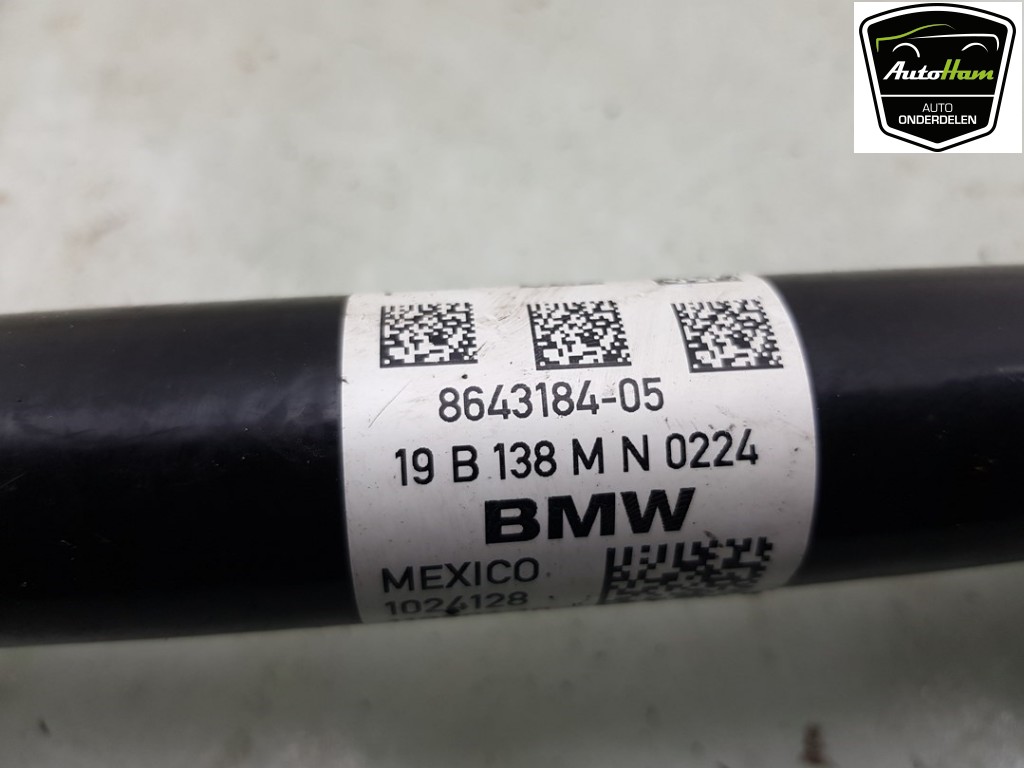 AutoHam
AUTO
ONDERDELEN
8643184-05
19 B 138 M N 0224
BMW
MEXICO
1024128